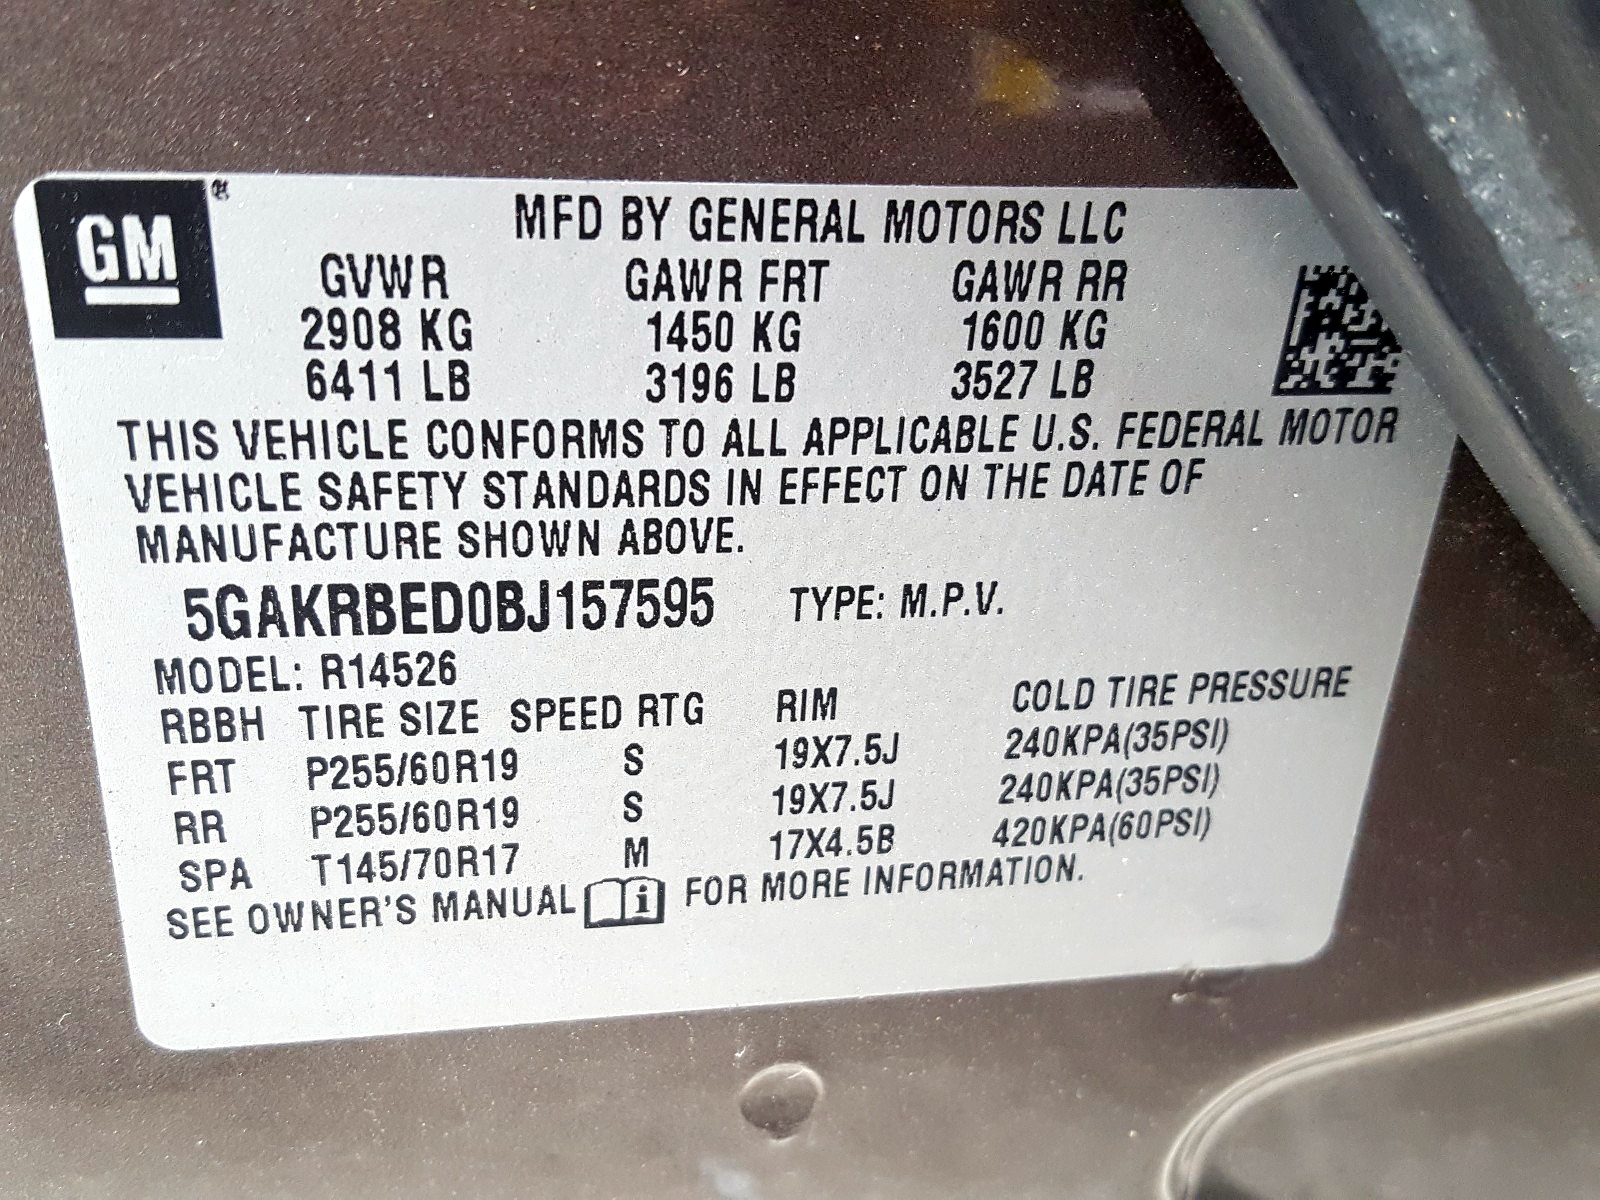 GM
MFD BY GENERAL MOTORS LLC
GVWR GAWR FRT GAWR RR
2908 KG 1450 KG 1600 KG
6411 LB 3196 LB 3527 LB
THIS VEHICLE CONFORMS TO ALL APPLICABLE U.S. FEDERAL MOTOR
VEHICLE SAFETY STANDARDS IN EFFECT ON THE DATE OF
MANUFACTURE SHOWN ABOVE.
5GAKRBED0BJ157595 TYPE: M.P.V.
MODEL: R14526
RBBH TIRE SIZE SPEED RTG RIM COLD TIRE PRESSURE
FRT P255/60R19 S 19X7.5J 240KPA(35PSI)
RR P255/60R19 S 19X7.5J 240KPA(35PSI)
SPA T145/70R17 M 17X4.5B 420KPA(60PSI)
SEE OWNER'S MANUAL i FOR MORE INFORMATION.